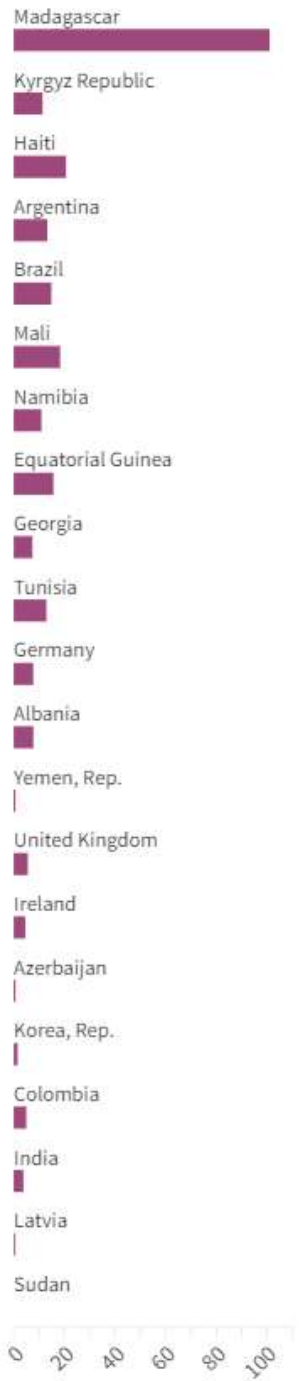 Madagascar
Kyrgyz Republic
Haiti
Argentina
Brazil
Mali
Namibia
Equatorial Guinea
Georgia
Tunisia
Germany
Albania
Yemen, Rep.
United Kingdom
Ireland
Azerbaijan
Korea, Rep.
Colombia
India
Latvia
Sudan
0 20 40 60 80 100